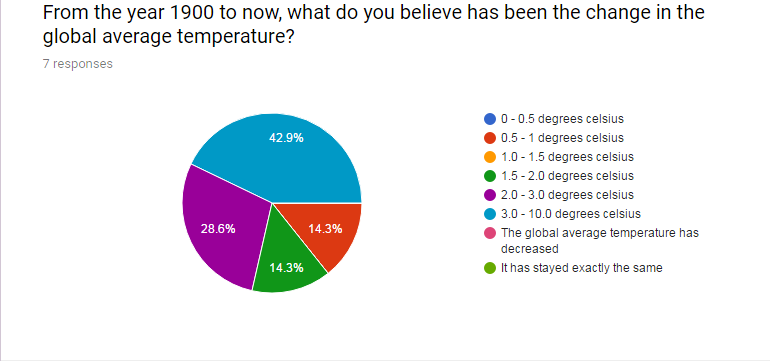 From the year 1900 to now, what do you believe has been the change in the
global average temperature?
7 responses
42.9%
28.6%
14.3%
14.3%
0 - 0.5 degrees celsius
0.5 - 1 degrees celsius
1.0 - 1.5 degrees celsius
1.5 - 2.0 degrees celsius
2.0 - 3.0 degrees celsius
3.0 - 10.0 degrees celsius
The global average temperature has
decreased
It has stayed exactly the same